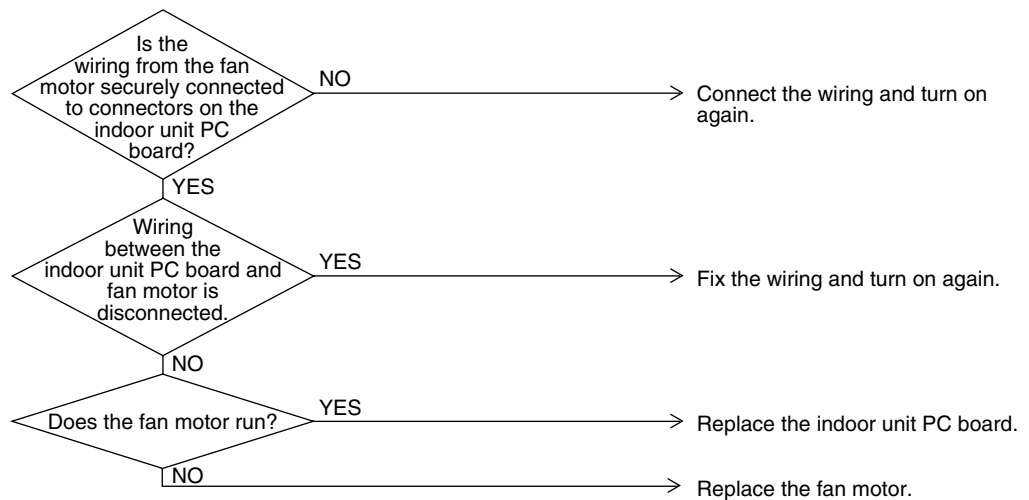 Is the
wiring from the fan
motor securely connected
to connectors on the
indoor unit PC
board?
NO
Connect the wiring and turn on
again.
YES
Wiring
between the
indoor unit PC board and
fan motor is
disconnected.
YES
Fix the wiring and turn on again.
NO
Does the fan motor run?
YES
Replace the indoor unit PC board.
NO
Replace the fan motor.